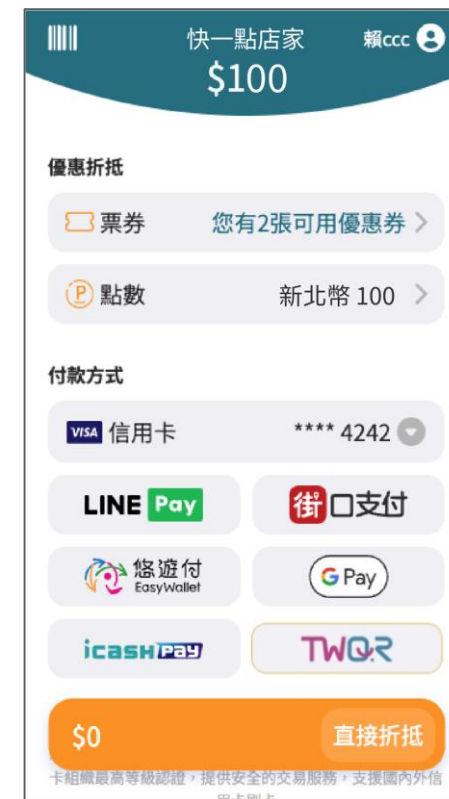 快一點店家
賴ccc
$100
優惠折抵
票券 您有2張可用優惠券
P 點數 新北幣 100
付款方式
VISA 信用卡 **** 4242
LINE Pay 街口支付
悠遊付 EasyWallet G Pay
icash Pay TWQR
$0 直接折抵
卡組織最高等級認證，提供安全的交易服務，支援國內外信
用卡刷卡